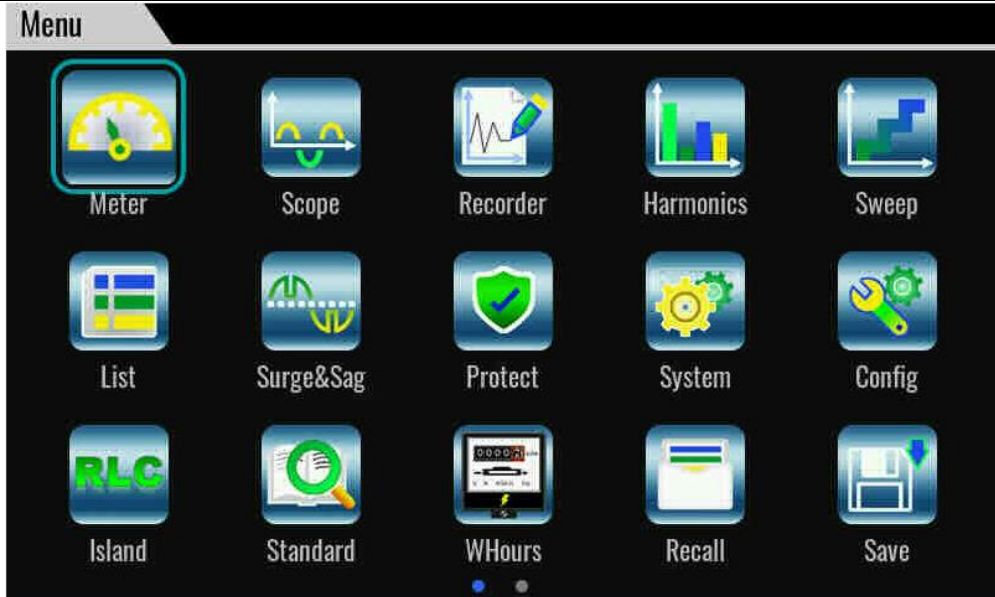 Menu
Meter Scope Recorder Harmonics Sweep
List Surge&Sag Protect System Config
RLC
Island Standard WHours Recall Save